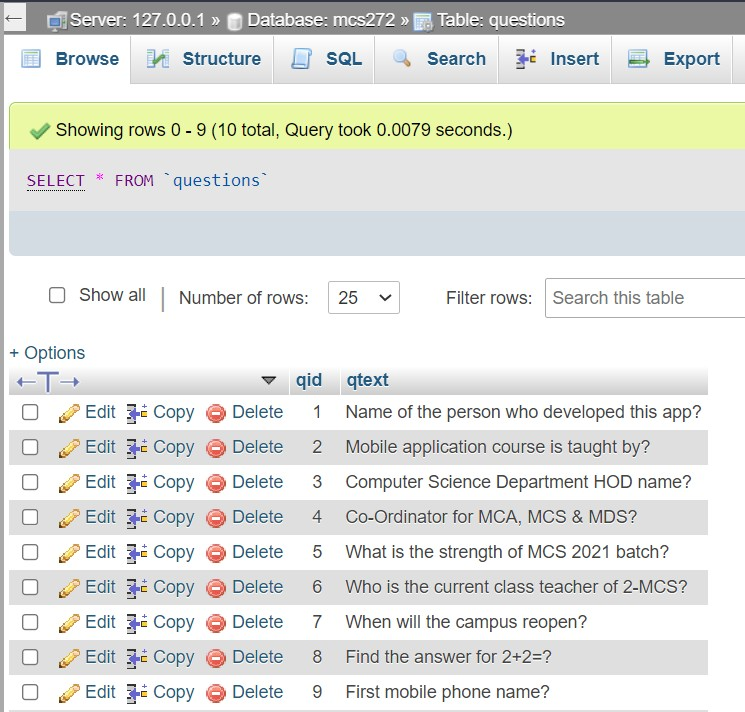 Server: 127.0.0.1 » Database: mcs272 » Table: questions
Browse Structure SQL Search Insert Export
Showing rows 0 - 9 (10 total, Query took 0.0079 seconds.)
SELECT * FROM `questions`
Show all | Number of rows: 25 Filter rows: Search this table
+ Options
←T→ qid qtext
Edit Copy Delete 1 Name of the person who developed this app?
Edit Copy Delete 2 Mobile application course is taught by?
Edit Copy Delete 3 Computer Science Department HOD name?
Edit Copy Delete 4 Co-Ordinator for MCA, MCS & MDS?
Edit Copy Delete 5 What is the strength of MCS 2021 batch?
Edit Copy Delete 6 Who is the current class teacher of 2-MCS?
Edit Copy Delete 7 When will the campus reopen?
Edit Copy Delete 8 Find the answer for 2+2=?
Edit Copy Delete 9 First mobile phone name?